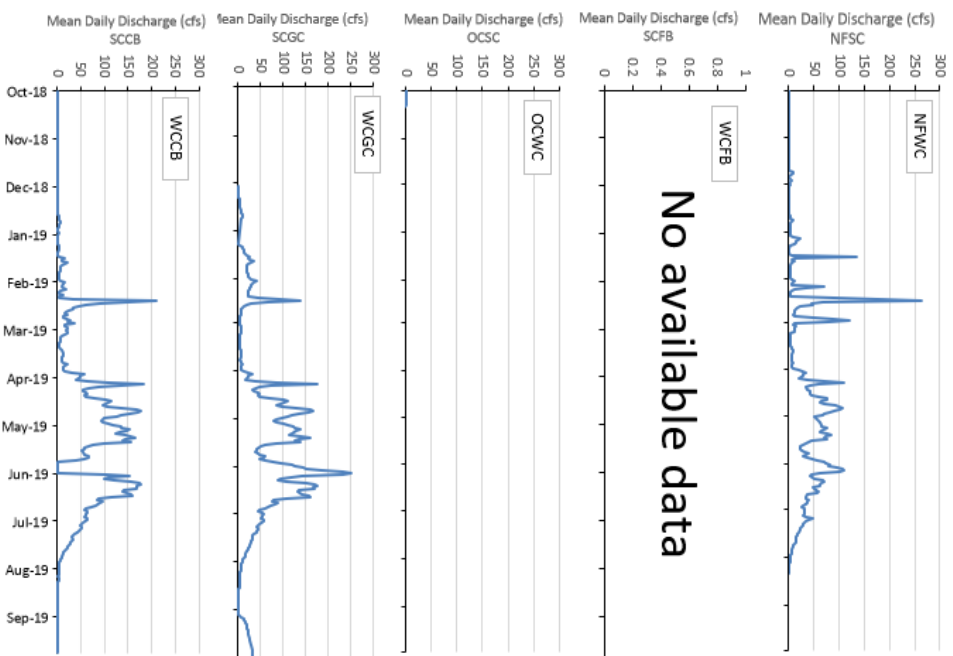 Mean Daily Discharge (cfs)
SCCB
0 50 100 150 200 250 300
WCCB
Oct-18
Nov-18
Dec-18
Jan-19
Feb-19
Mar-19
Apr-19
May-19
Jun-19
Jul-19
Aug-19
Sep-19
Mean Daily Discharge (cfs)
SCGC
0 50 100 150 200 250 300
WCGC
Mean Daily Discharge (cfs)
OCSC
0 50 100 150 200 250 300
OCWC
Mean Daily Discharge (cfs)
SCFB
0 0.2 0.4 0.6 0.8 1
WCFB
No available data
Mean Daily Discharge (cfs)
NFSC
0 50 100 150 200 250 300
NFWC